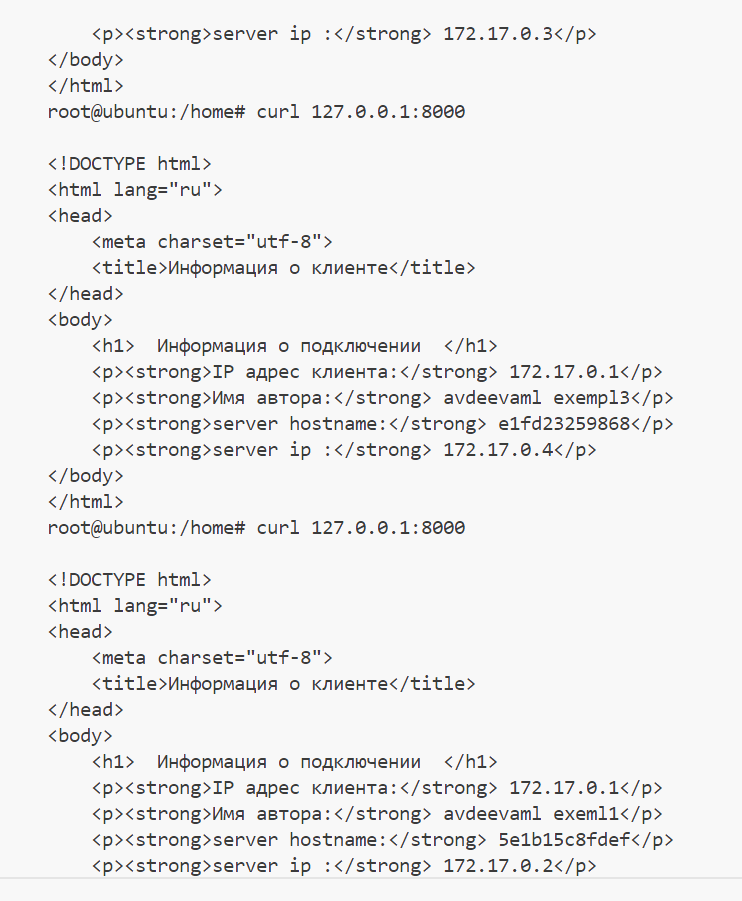 <p><strong>server ip :</strong> 172.17.0.3</p>
</body>
</html>
root@ubuntu:/home# curl 127.0.0.1:8000
<!DOCTYPE html>
<html lang="ru">
<head>
<meta charset="utf-8">
<title>Информация о клиенте</title>
</head>
<body>
<h1>  Информация о подключении  </h1>
<p><strong>IP адрес клиента:</strong> 172.17.0.1</p>
<p><strong>Имя автора:</strong> avdeevaml exempl3</p>
<p><strong>server hostname:</strong> e1fd23259868</p>
<p><strong>server ip :</strong> 172.17.0.4</p>
</body>
</html>
root@ubuntu:/home# curl 127.0.0.1:8000
<!DOCTYPE html>
<html lang="ru">
<head>
<meta charset="utf-8">
<title>Информация о клиенте</title>
</head>
<body>
<h1>  Информация о подключении  </h1>
<p><strong>IP адрес клиента:</strong> 172.17.0.1</p>
<p><strong>Имя автора:</strong> avdeevaml exeml1</p>
<p><strong>server hostname:</strong> 5e1b15c8fdef</p>
<p><strong>server ip :</strong> 172.17.0.2</p>